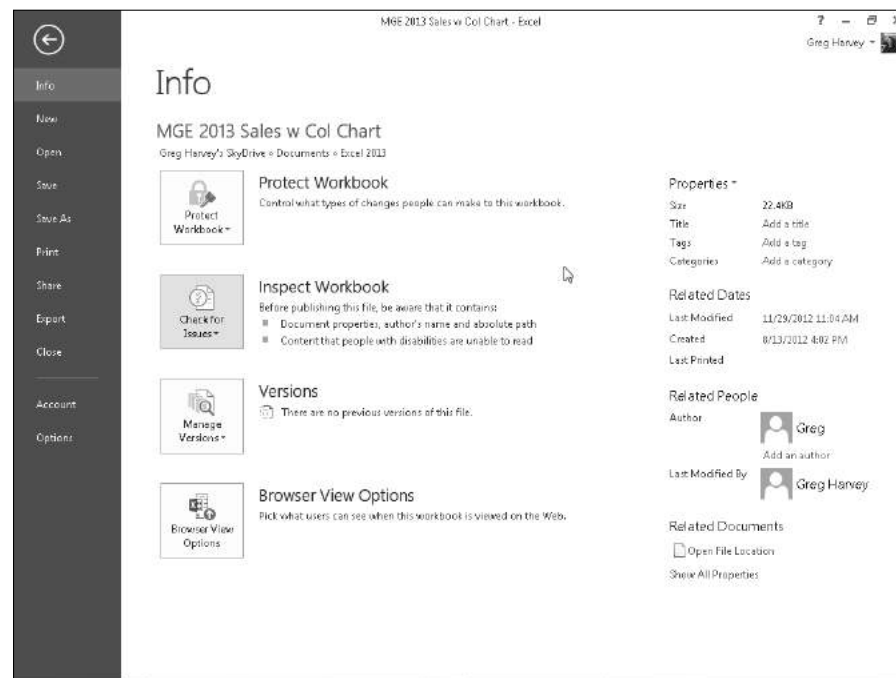 MGE 2013 Sales w Col Chart - Excel
?
Greg Harvey
Info
New
Open
Save
Save As
Print
Share
Export
Close
Account
Options
Info
MGE 2013 Sales w Col Chart
Greg Harvey's SkyDrive » Documents » Excel 2013
Protect Workbook
Protect Workbook
Control what types of changes people can make to this workbook.
Check for Issues
Inspect Workbook
Before publishing this file, be aware that it contains:
Document properties, author's name and absolute path
Content that people with disabilities are unable to read
Manage Versions
Versions
There are no previous versions of this file.
Browser View Options
Browser View Options
Pick what users can see when this workbook is viewed on the Web.
Properties
Size 22.4KB
Title Add a title
Tags Add a tag
Categories Add a category
Related Dates
Last Modified 11/29/2012 11:04 AM
Created 8/13/2012 4:02 PM
Last Printed
Related People
Author Greg
Add an author
Last Modified By Greg Harvey
Related Documents
Open File Location
Show All Properties